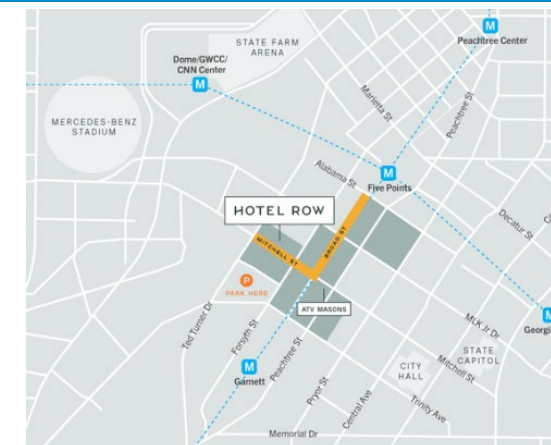 M
Peachtree Center
STATE FARM
ARENA
Dome/GWCC/
CNN Center
M
Marietta St
Peachtree St
MERCEDES-BENZ
STADIUM
Alabama St
M
Five Points
HOTEL ROW
Decatur St
MITCHELL ST
BROAD ST
P
PARK HERE
ATV MASONS
M
Georgia
Ted Turner Dr
Forsyth St
Peachtree St
MLK Jr Dr
STATE
CAPITOL
Mitchell St
CITY
HALL
M
Garnett
Pryor St
Central Ave
Trinity Ave
Memorial Dr